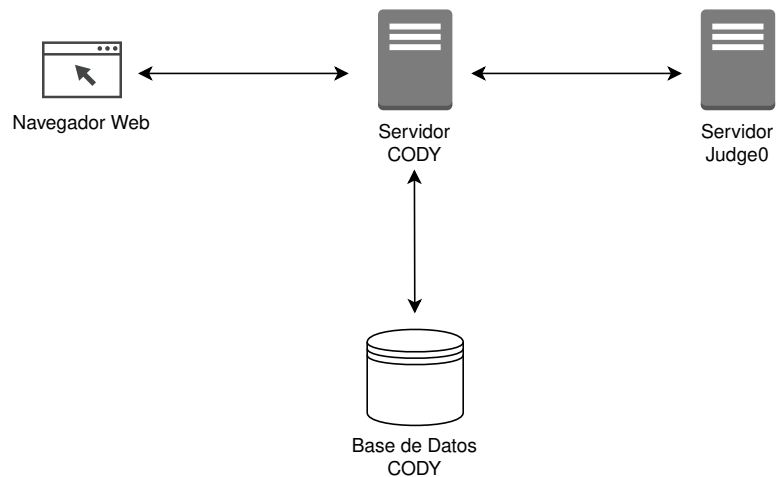 Navegador Web
Servidor
CODY
Servidor
Judge0
Base de Datos
CODY